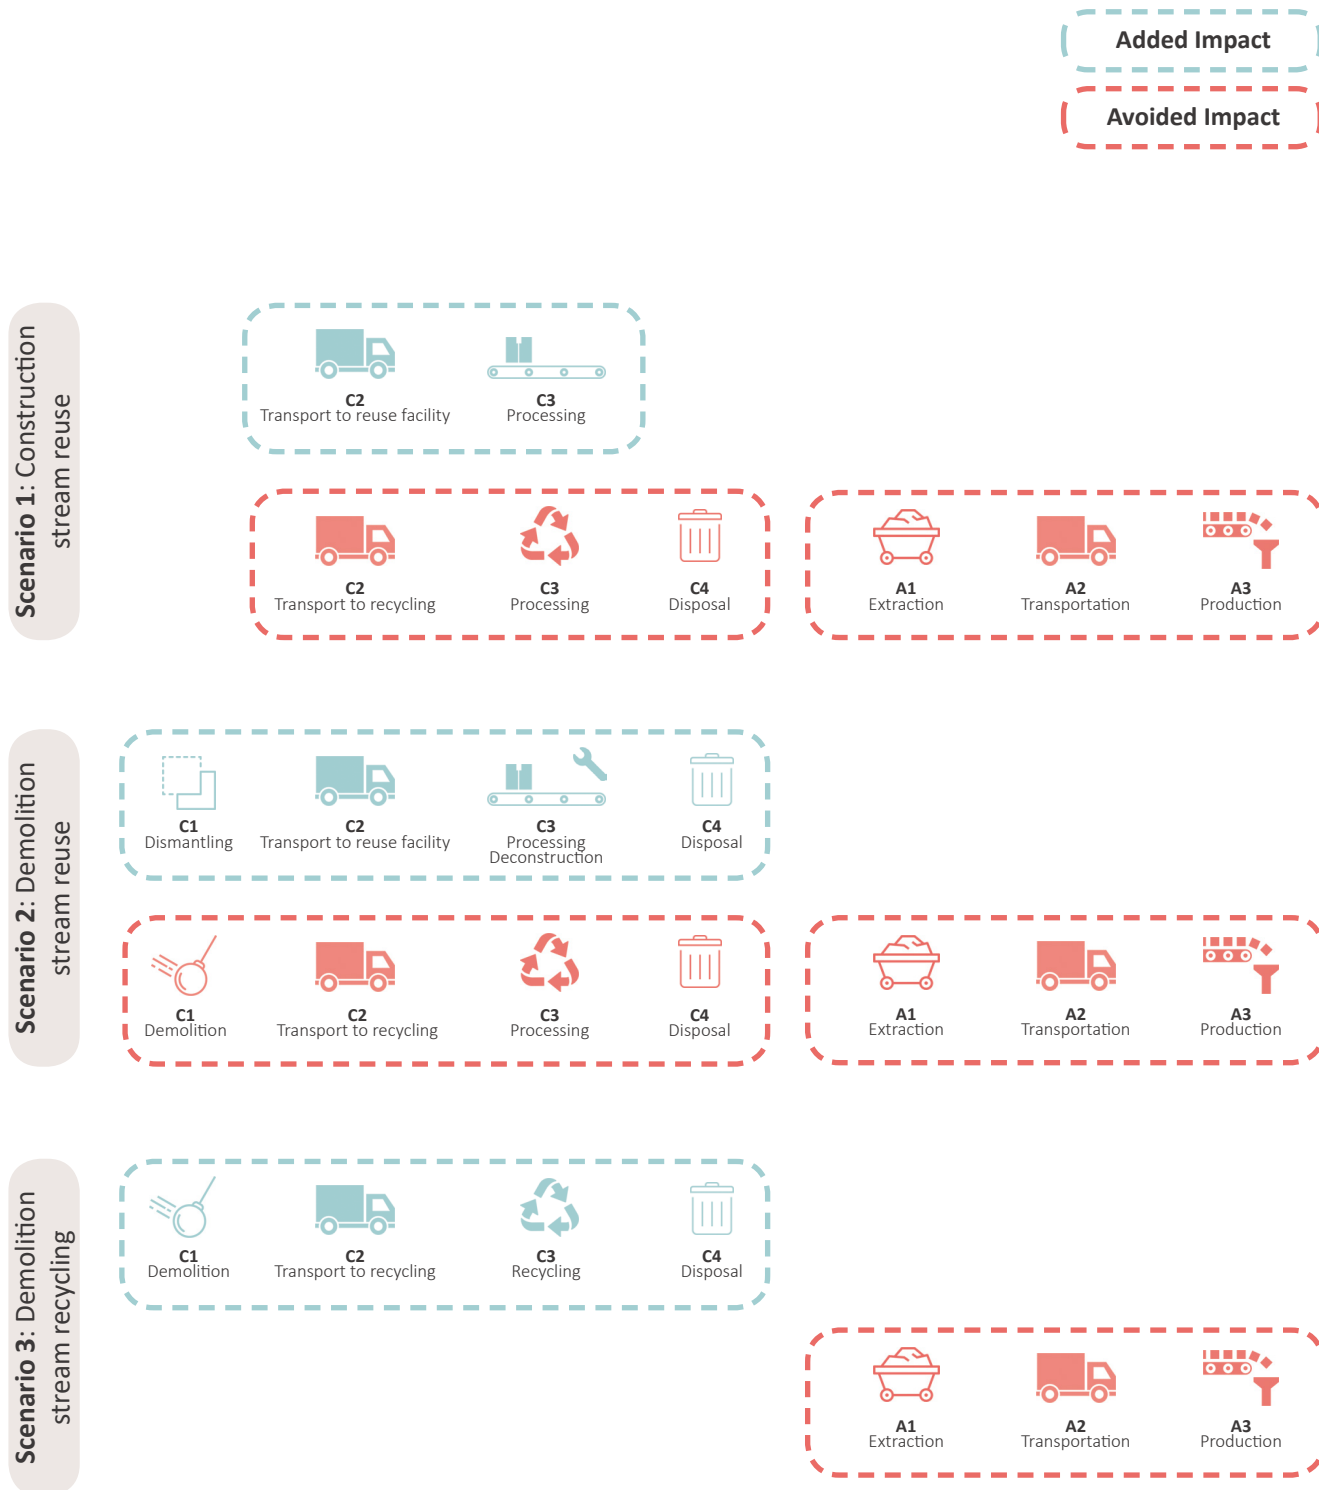 Added Impact
Avoided Impact
Scenario 1: Construction
stream reuse
C2
Transport to reuse facility
C3
Processing
C2
Transport to recycling
C3
Processing
C4
Disposal
A1
Extraction
A2
Transportation
A3
Production
Scenario 2: Demolition
stream reuse
C1
Dismantling
C2
Transport to reuse facility
C3
Processing
Deconstruction
C4
Disposal
C1
Demolition
C2
Transport to recycling
C3
Processing
C4
Disposal
A1
Extraction
A2
Transportation
A3
Production
Scenario 3: Demolition
stream recycling
C1
Demolition
C2
Transport to recycling
C3
Recycling
C4
Disposal
A1
Extraction
A2
Transportation
A3
Production